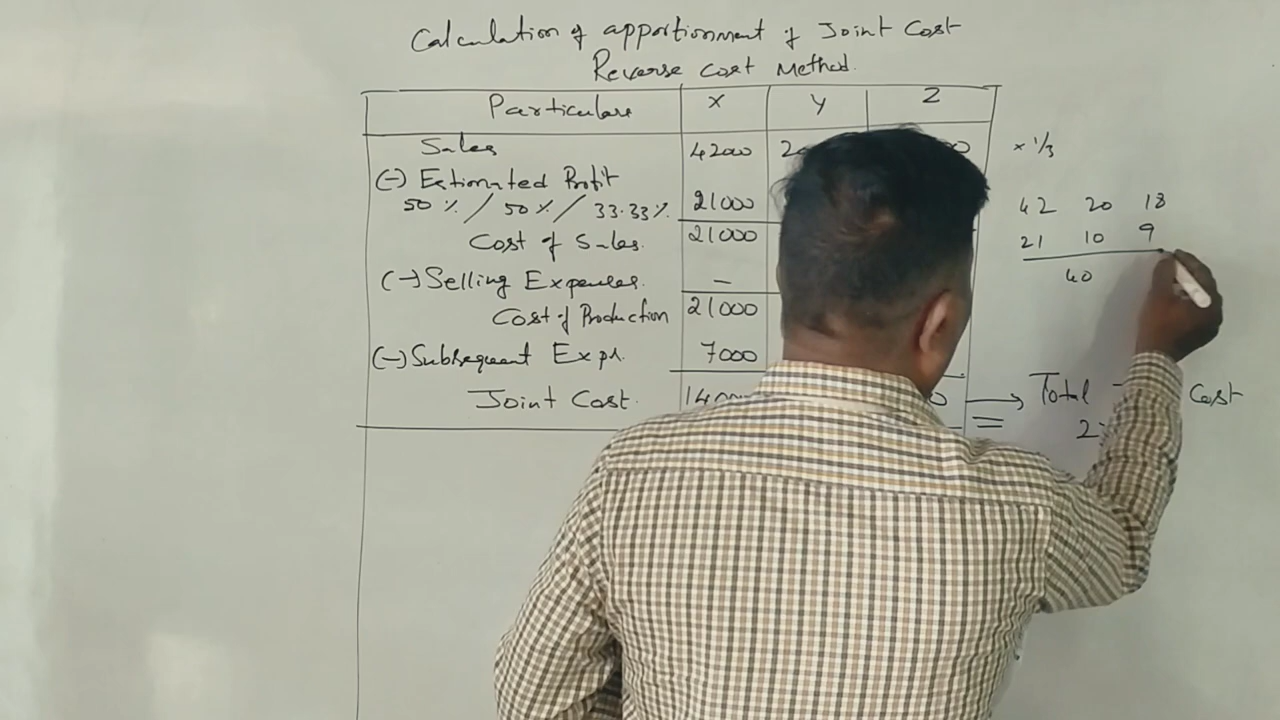 Calculation of apportionment of Joint Cost
Reverse Cost Method.
Particulars X Y Z
Sales 42000 × 1/3
(-) Estimated Profit
50% / 50% / 33.33%. 21000
Cost of Sales. 21000
(-) Selling Expenses. —
Cost of Production 21000
(-) Subsequent Exp. 7000
Joint Cost. → Total Cost
42 20 18
21 10 9
40